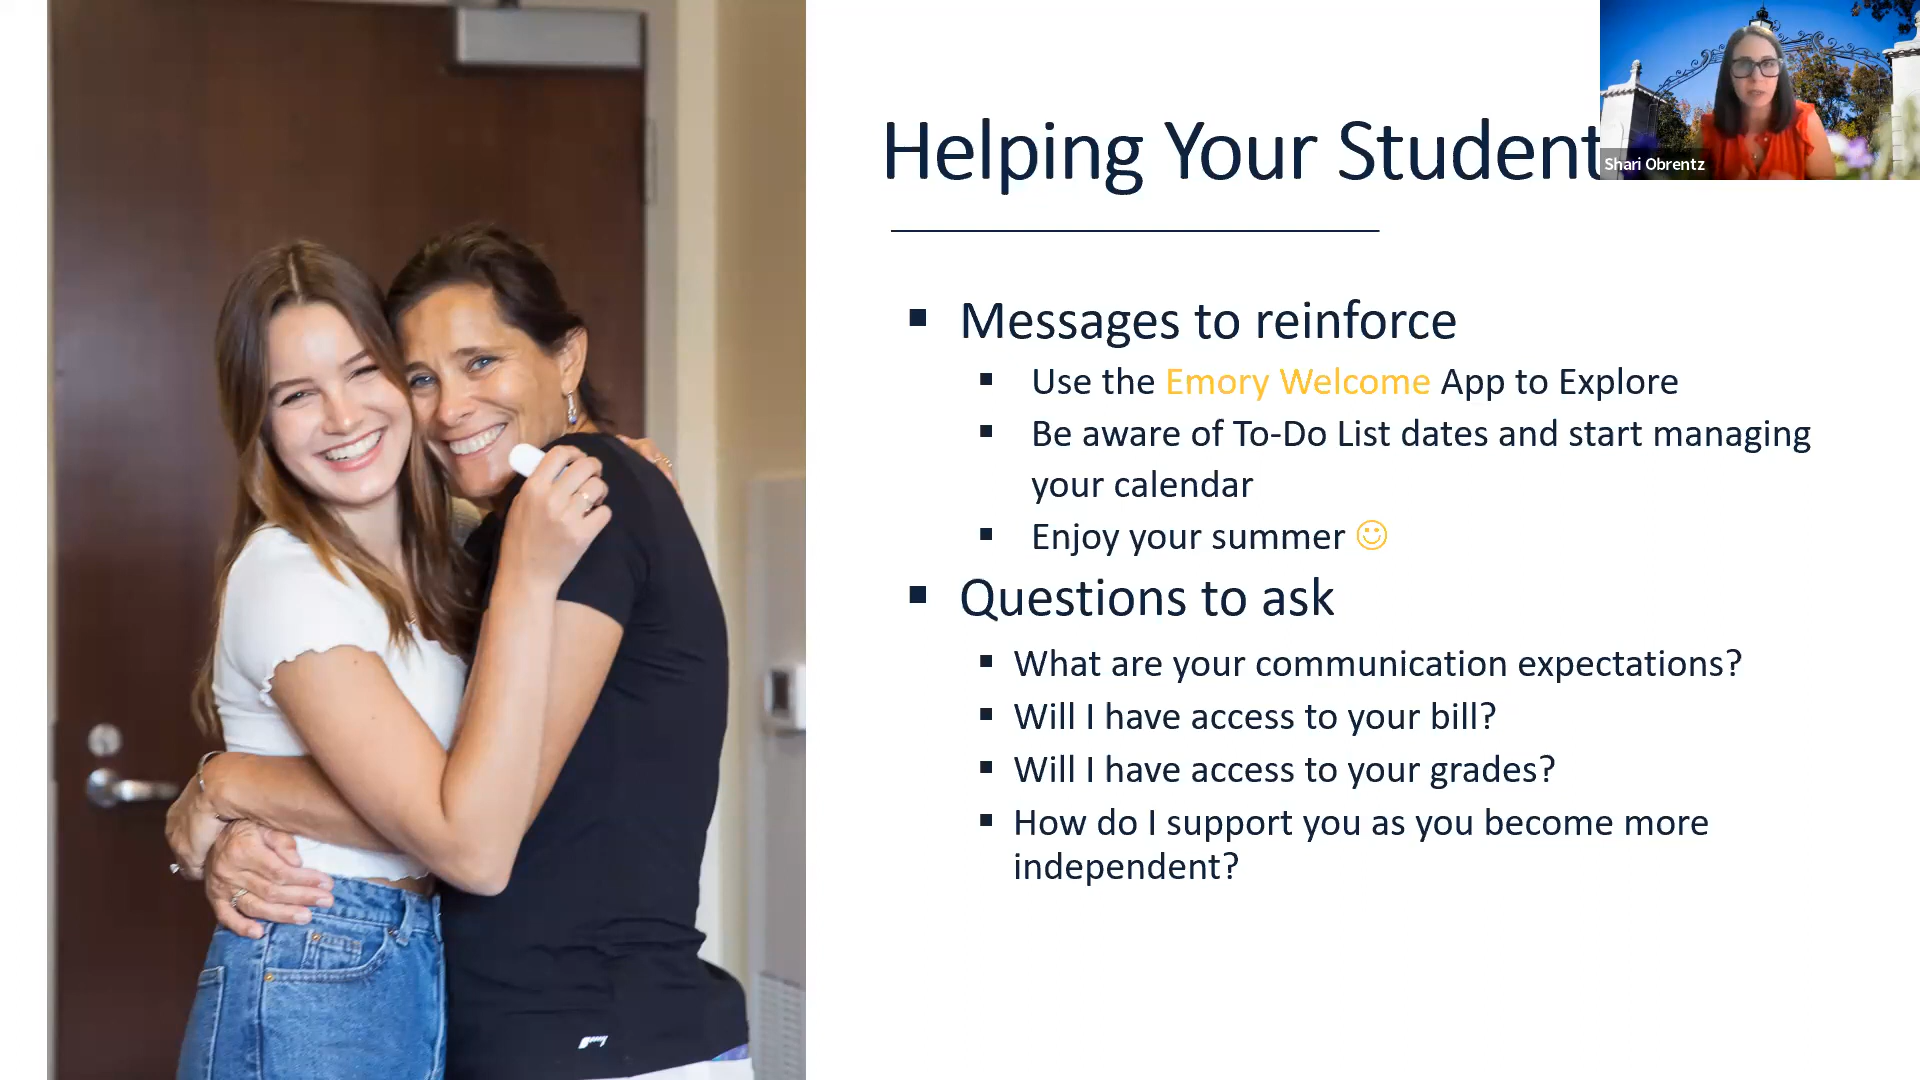 Helping Your Student
Shari Obrentz
▪ Messages to reinforce
▪ Use the Emory Welcome App to Explore
▪ Be aware of To-Do List dates and start managing
your calendar
▪ Enjoy your summer ☺
▪ Questions to ask
▪ What are your communication expectations?
▪ Will I have access to your bill?
▪ Will I have access to your grades?
▪ How do I support you as you become more
independent?